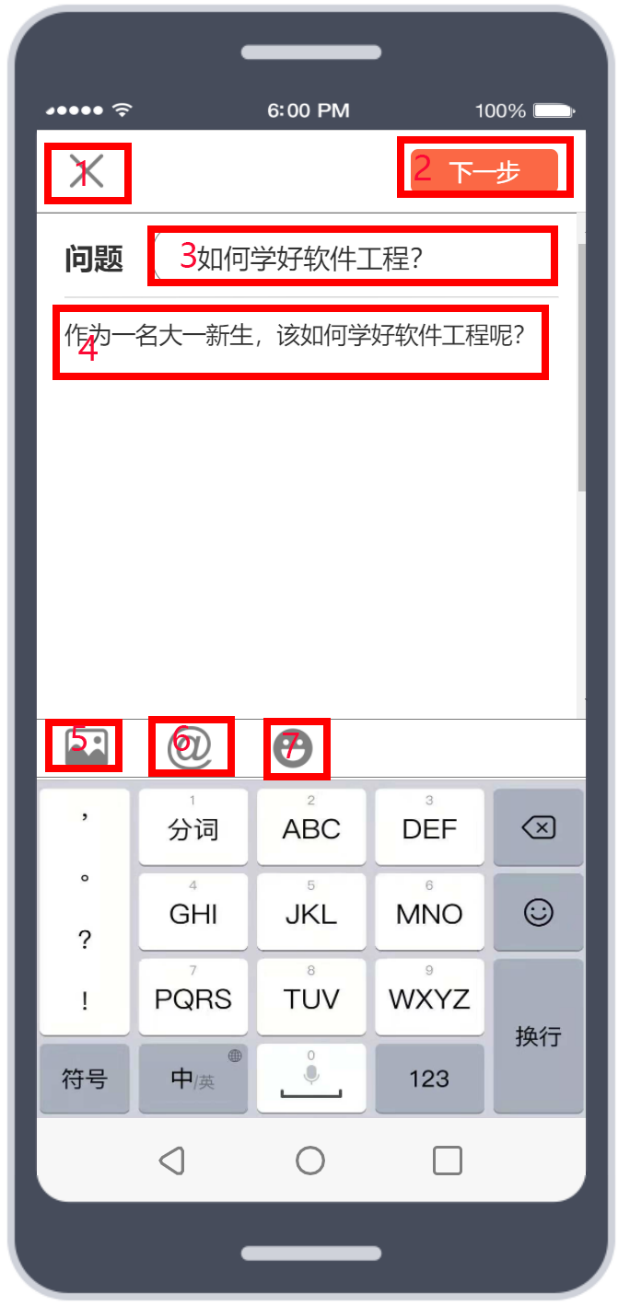 6:00 PM
100%
1
2 下一步
问题
3 如何学好软件工程？
作为一名大一新生，该如何学好软件工程呢？
4
5
6
@
7
，
。
？
！
1
分词
2
ABC
3
DEF
4
GHI
5
JKL
6
MNO
7
PQRS
8
TUV
9
WXYZ
换行
符号
中/英
0
123